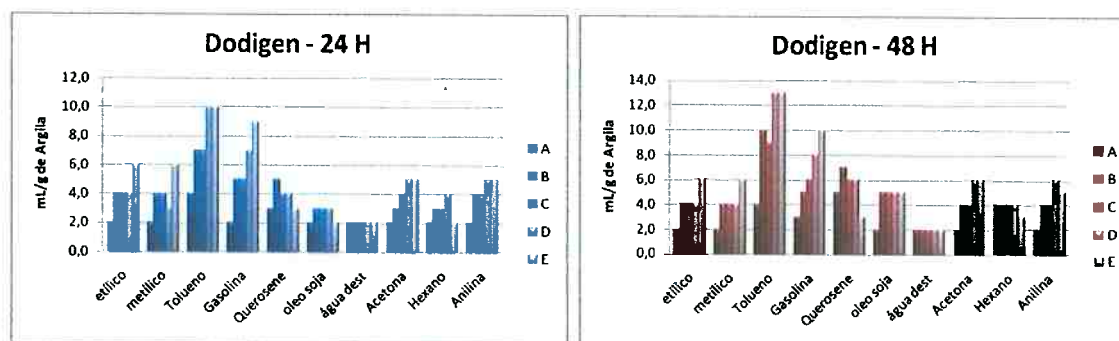 Dodigen - 24 H
mL/g de Argila
12,0
10,0
8,0
6,0
4,0
2,0
0,0
etílico
metílico
Tolueno
Gasolina
Querosene
oleo soja
água dest
Acetona
Hexano
Anilina
A
B
C
D
E
Dodigen - 48 H
mL/g de Argila
14,0
12,0
10,0
8,0
6,0
4,0
2,0
0,0
etílico
metílico
Tolueno
Gasolina
Querosene
oleo soja
água dest
Acetona
Hexano
Anilina
A
B
C
D
E